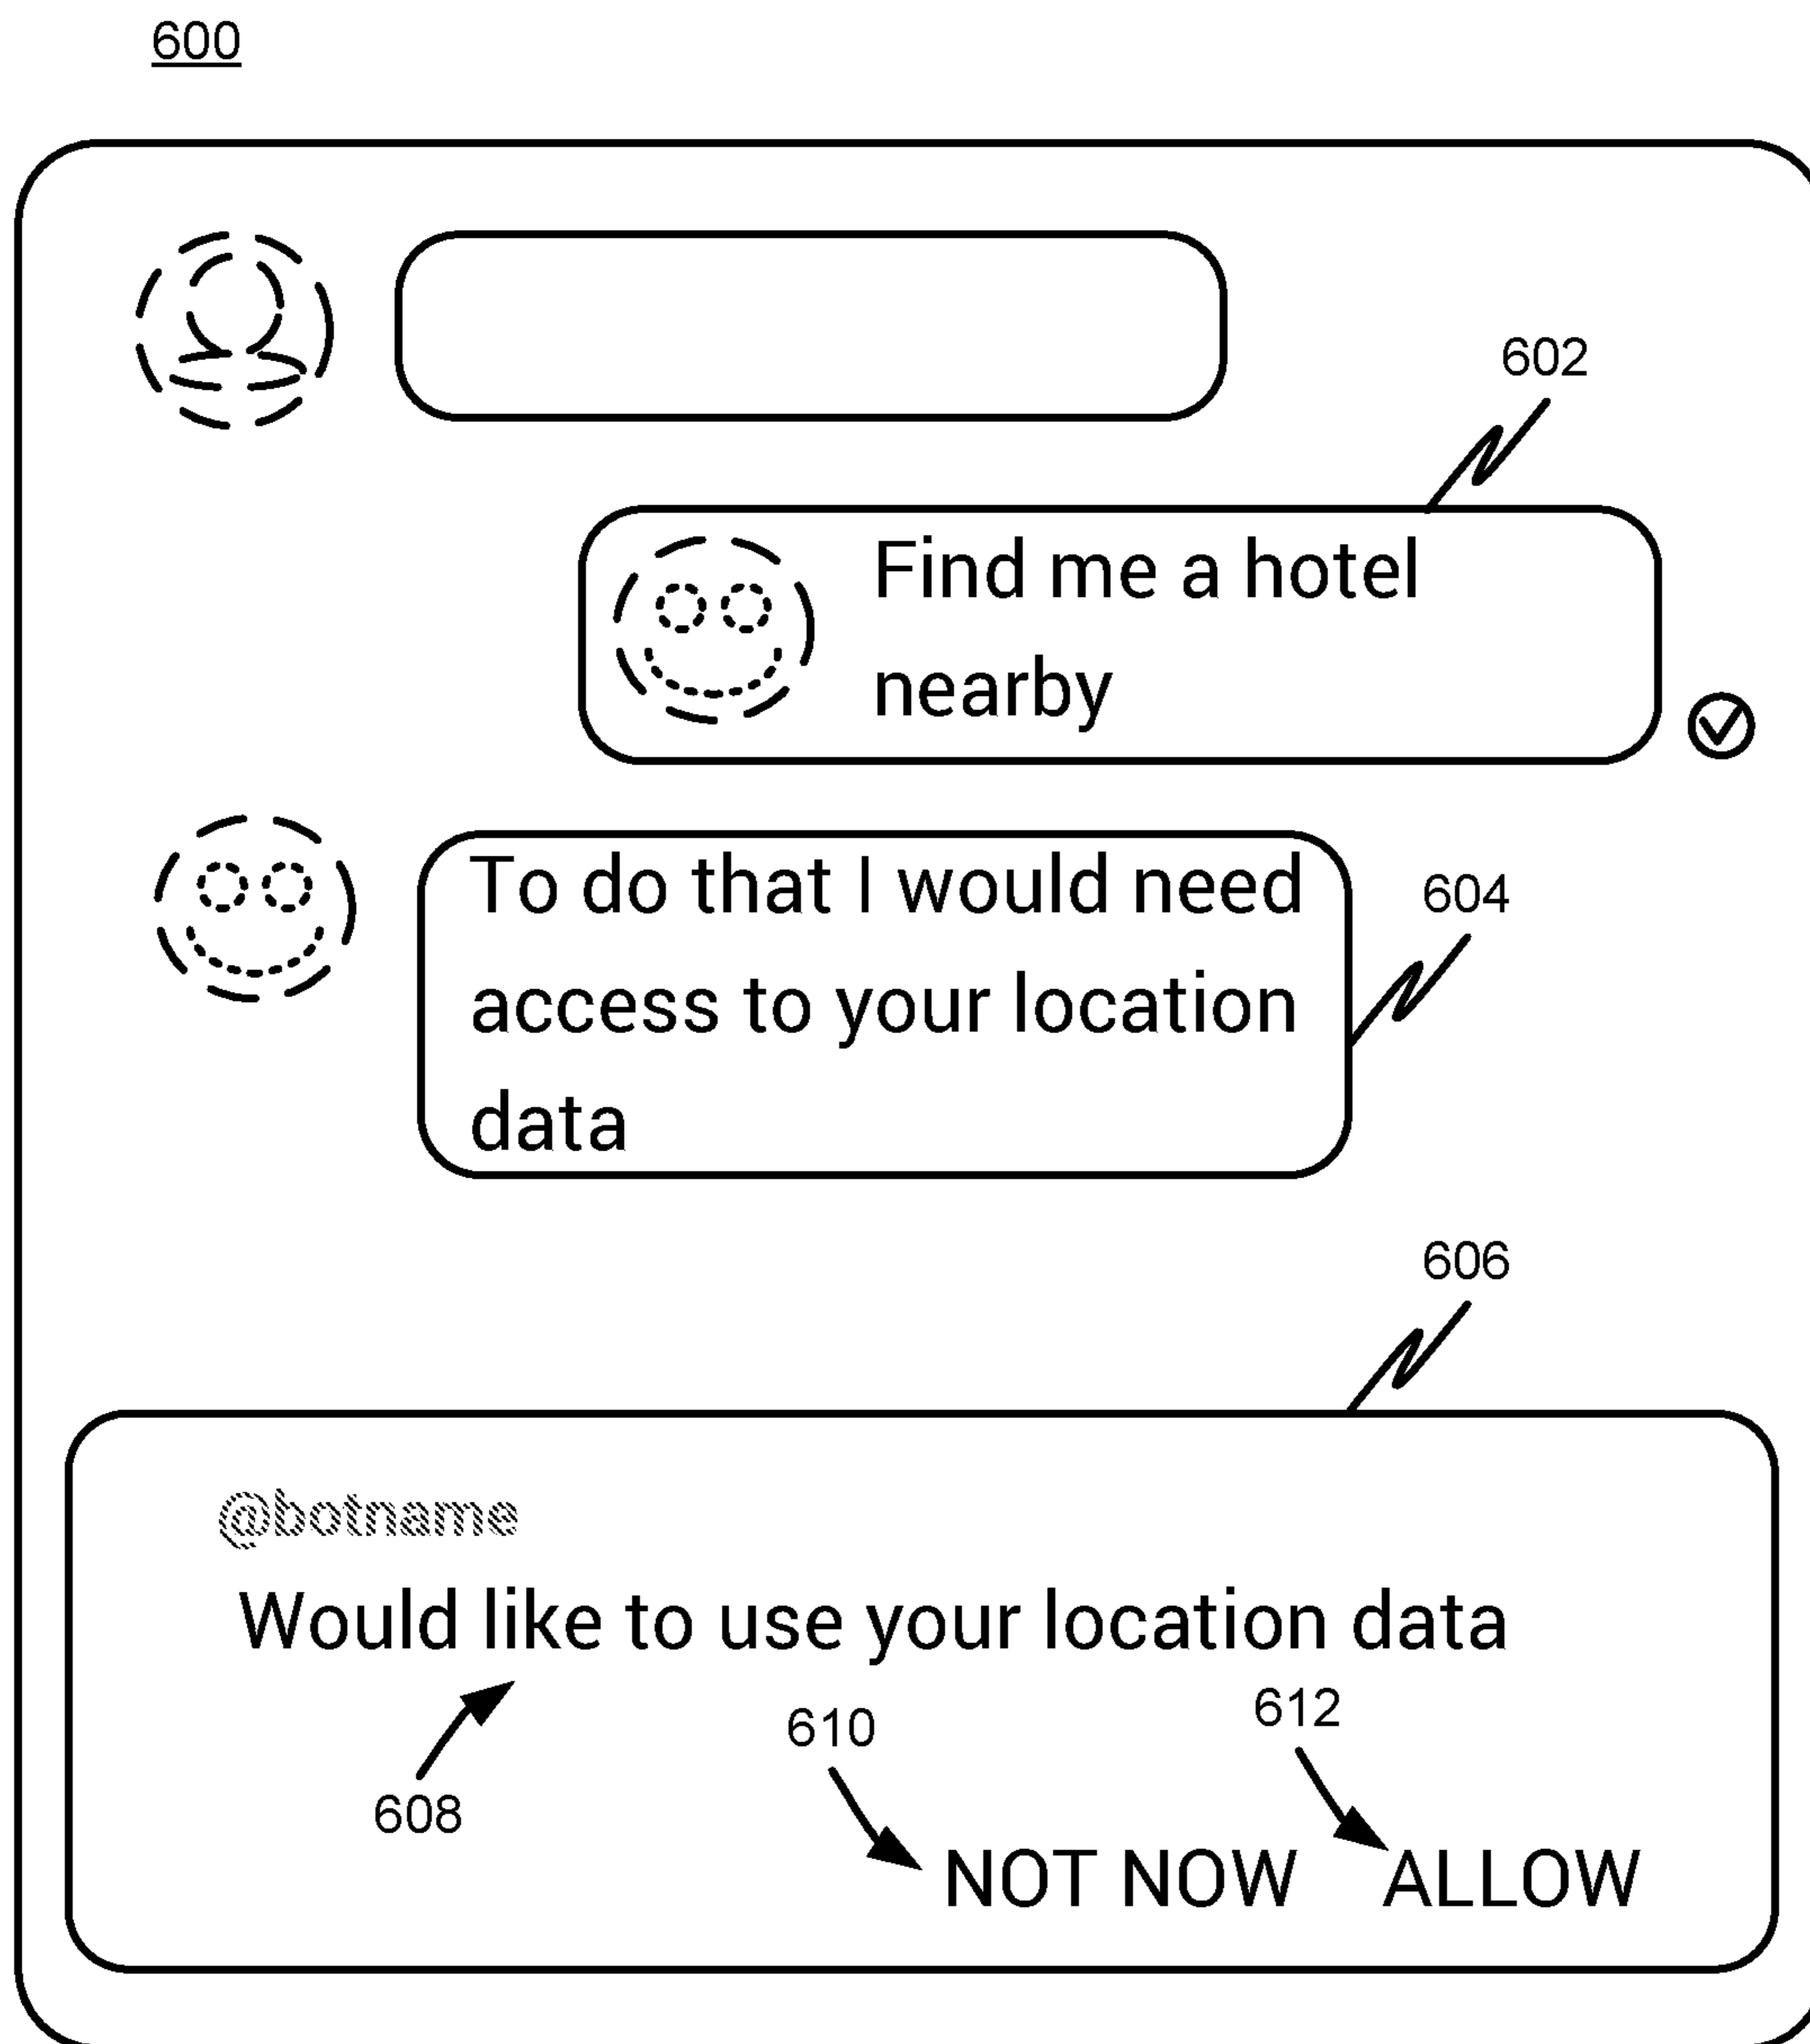 600
602
Find me a hotel
nearby
To do that I would need
604
access to your location
data
606
@botname
Would like to use your location data
612
610
608
NOT NOW ALLOW